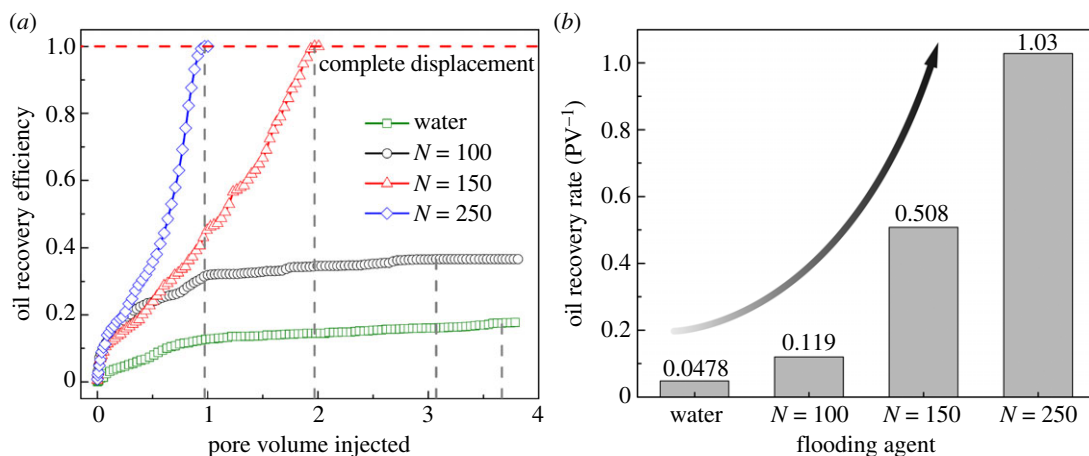 (a)
1.0
0.8
0.6
0.4
0.2
0
oil recovery efficiency
complete displacement
water
N = 100
N = 150
N = 250
0
1
2
3
4
pore volume injected
(b)
1.0
0.8
0.6
0.4
0.2
0
oil recovery rate (PV⁻¹)
0.0478
0.119
0.508
1.03
water
N = 100
N = 150
N = 250
flooding agent